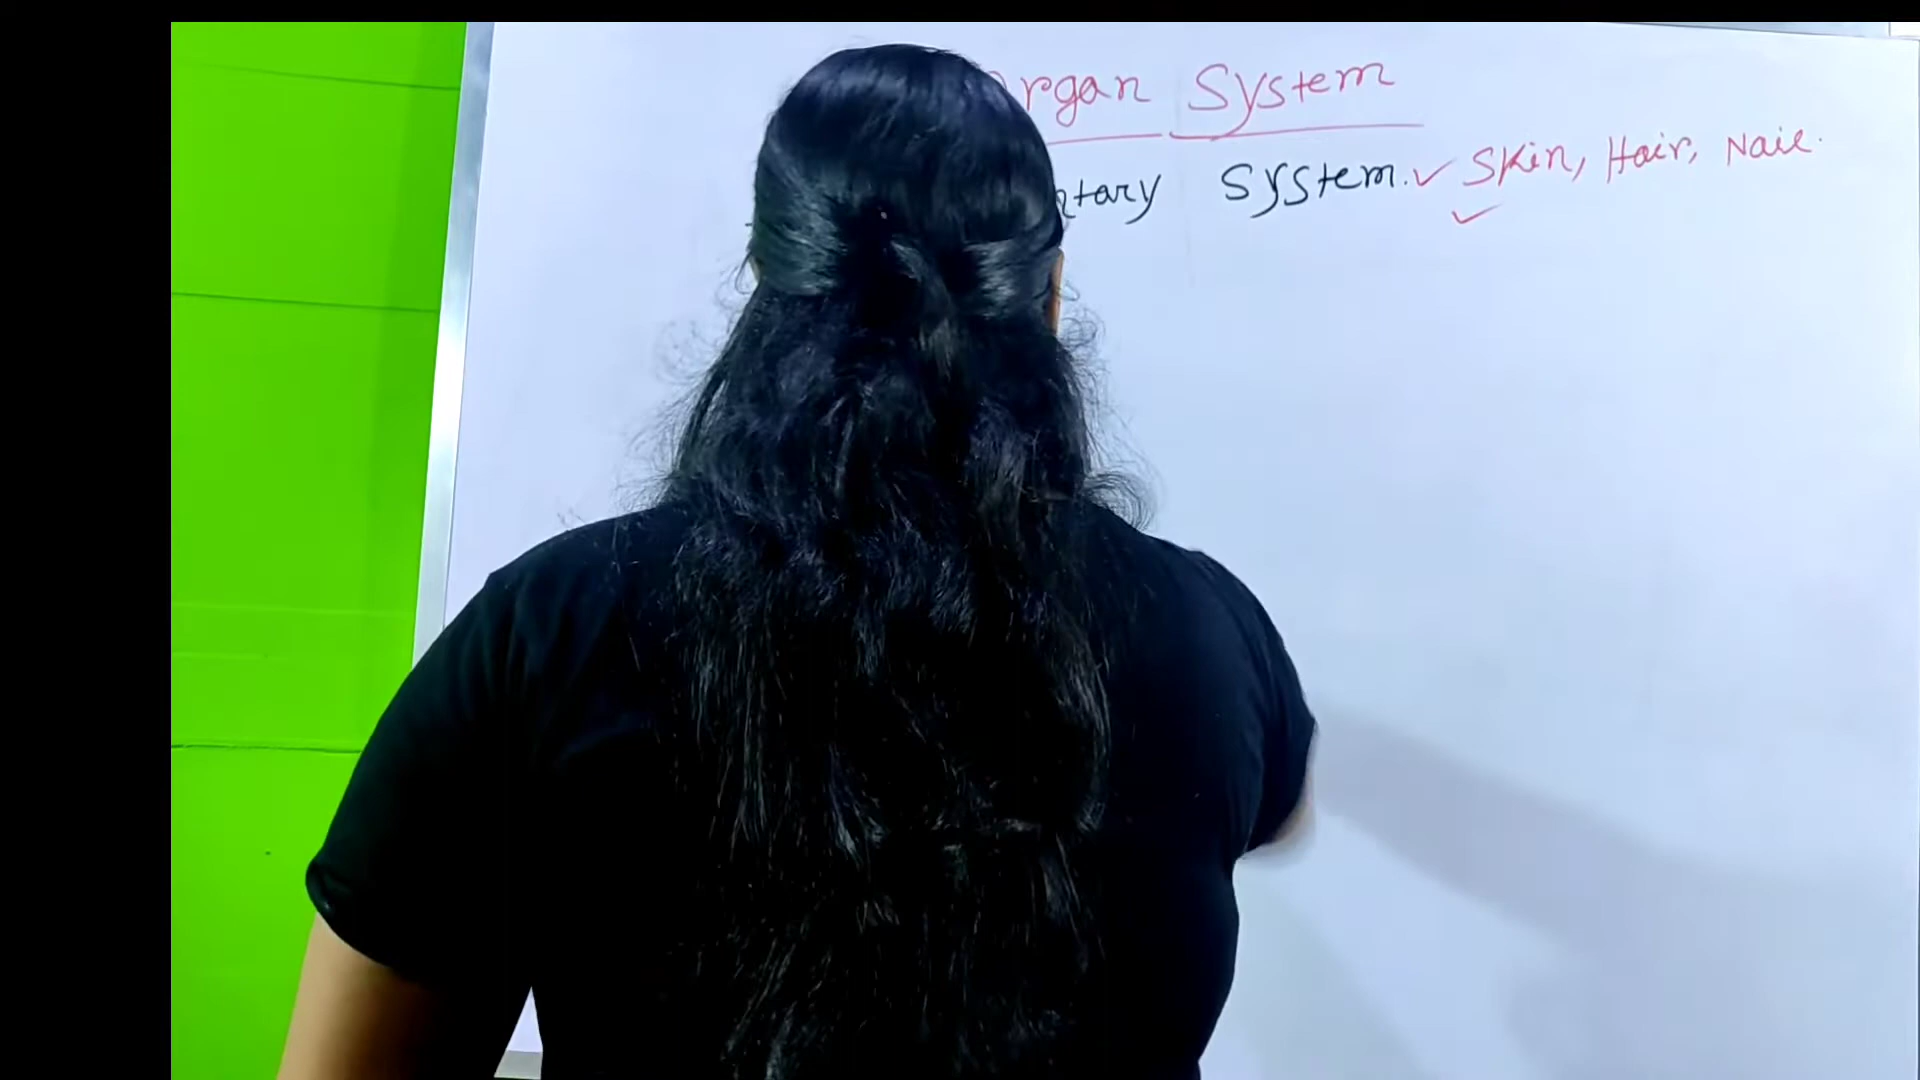 rgan System
ntary System. ✓ Skin, Hair, Nail.
✓